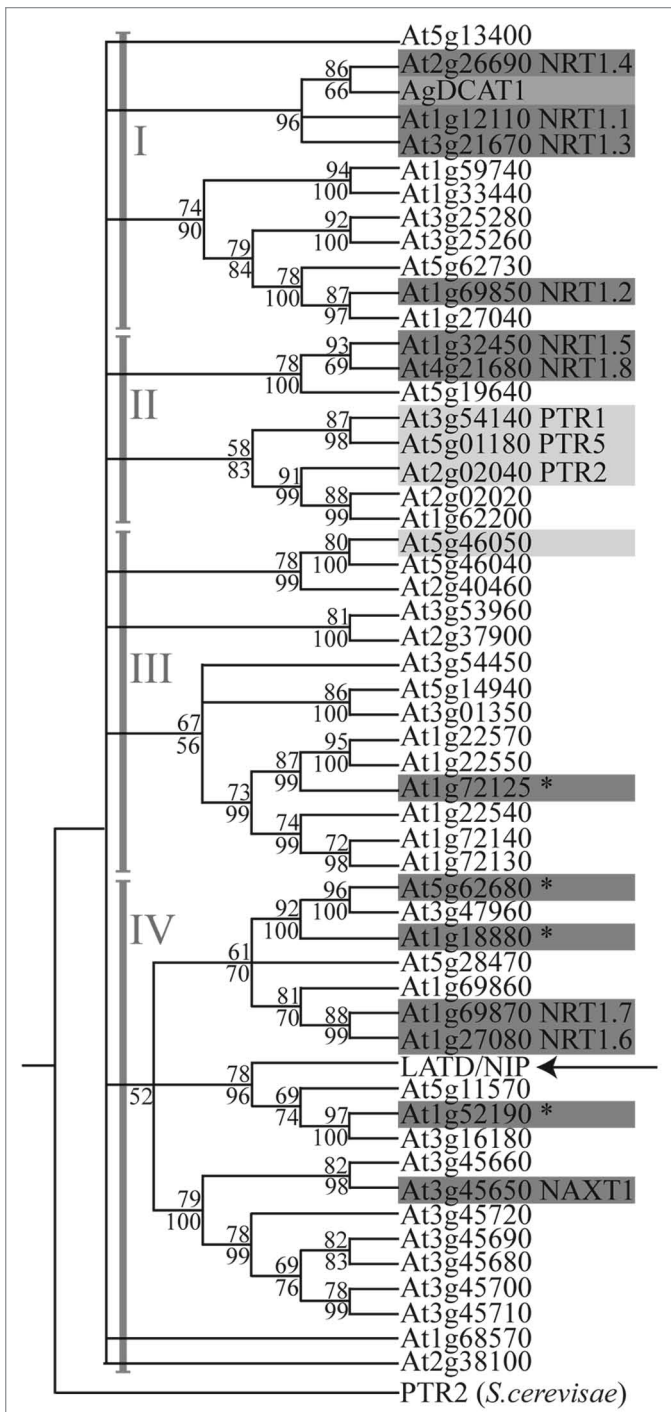 At5g13400
86 At2g26690 NRT1.4
66 AgDCAT1
96 At1g12110 NRT1.1
I
At3g21670 NRT1.3
94 At1g59740
100 At1g33440
74
90
92 At3g25280
100 At3g25260
79
84
78 At5g62730
100
87 At1g69850 NRT1.2
97 At1g27040
93 At1g32450 NRT1.5
78 69 At4g21680 NRT1.8
100 At5g19640
II
87 At3g54140 PTR1
98 At5g01180 PTR5
58
83
91 At2g02040 PTR2
99
88 At2g02020
99 At1g62200
80 At5g46050
78 100 At5g46040
99 At2g40460
81 At3g53960
100 At2g37900
III
At3g54450
86 At5g14940
100 At3g01350
67
56
95 At1g22570
87 100 At1g22550
99 At1g72125 *
73
99
74 At1g22540
99
72 At1g72140
98 At1g72130
96 At5g62680 *
92 100 At3g47960
100 At1g18880 *
IV
61
70
At5g28470
81 At1g69860
70
88 At1g69870 NRT1.7
99 At1g27080 NRT1.6
52
78 LATD/NIP
96
69 At5g11570
74
97 At1g52190 *
100 At3g16180
82 At3g45660
98 At3g45650 NAXT1
79
100
78 At3g45720
99
82 At3g45690
83 At3g45680
69
76
78 At3g45700
99 At3g45710
At1g68570
At2g38100
PTR2 (S.cerevisae)